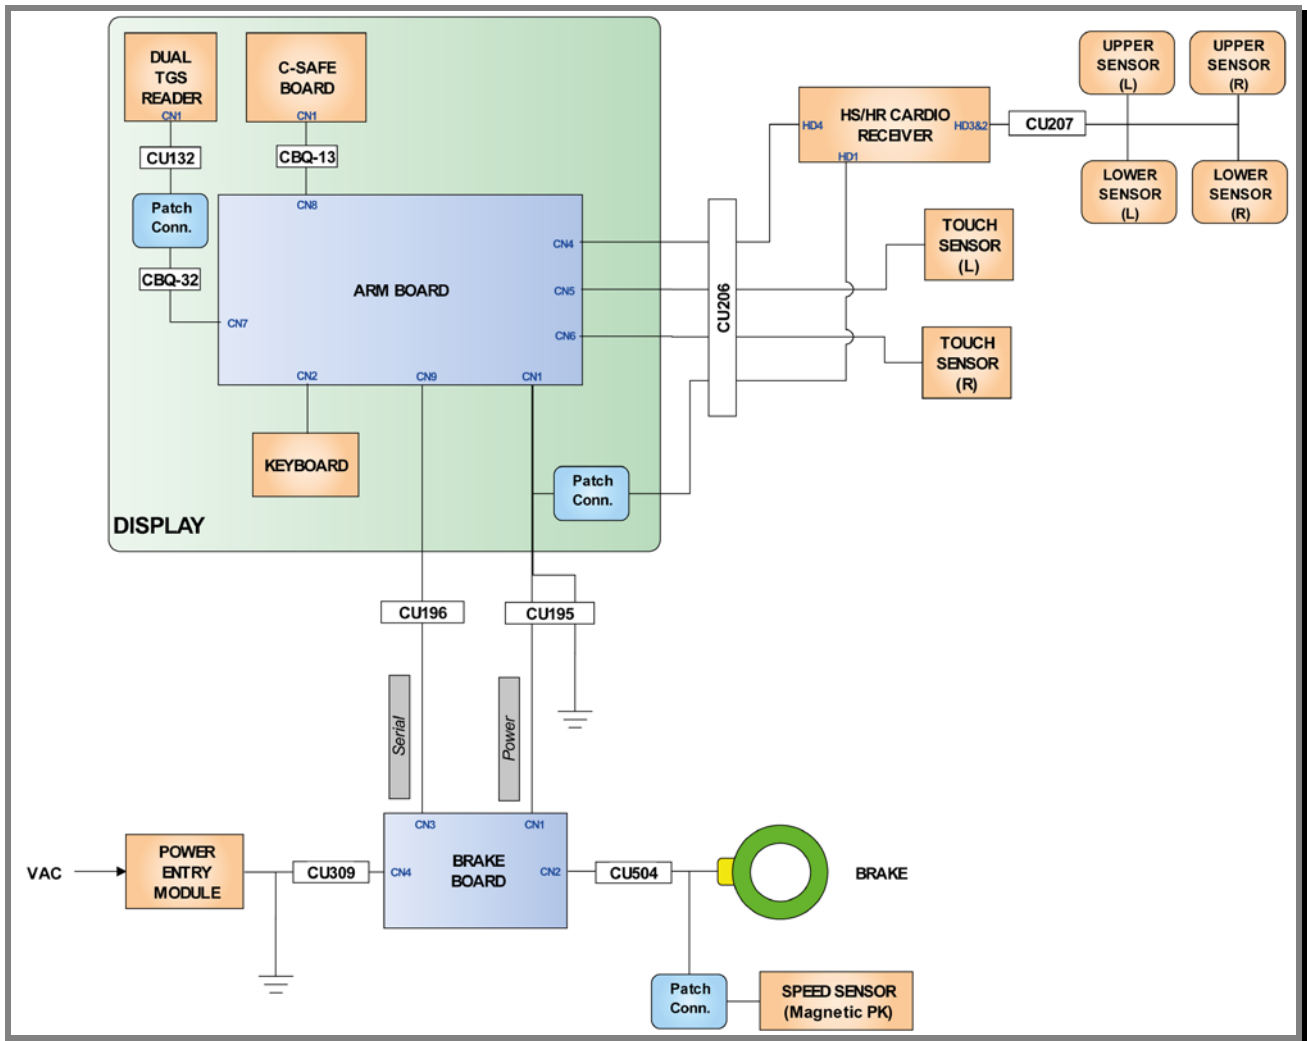 DUAL
TGS
READER
CN1
C-SAFE
BOARD
CN1
CU132
CBQ-13
Patch
Conn.
CBQ-32
CN8
CN7
ARM BOARD
CN4
CN5
CN6
CN2
CN9
CN1
KEYBOARD
Patch
Conn.
DISPLAY
CU206
HS/HR CARDIO
RECEIVER
HD4
HD3&2
HD1
CU207
UPPER
SENSOR
(L)
UPPER
SENSOR
(R)
LOWER
SENSOR
(L)
LOWER
SENSOR
(R)
TOUCH
SENSOR
(L)
TOUCH
SENSOR
(R)
CU196
CU195
Serial
Power
VAC
POWER
ENTRY
MODULE
CU309
CN3
CN1
CN4
BRAKE
BOARD
CN2
CU504
BRAKE
Patch
Conn.
SPEED SENSOR
(Magnetic PK)